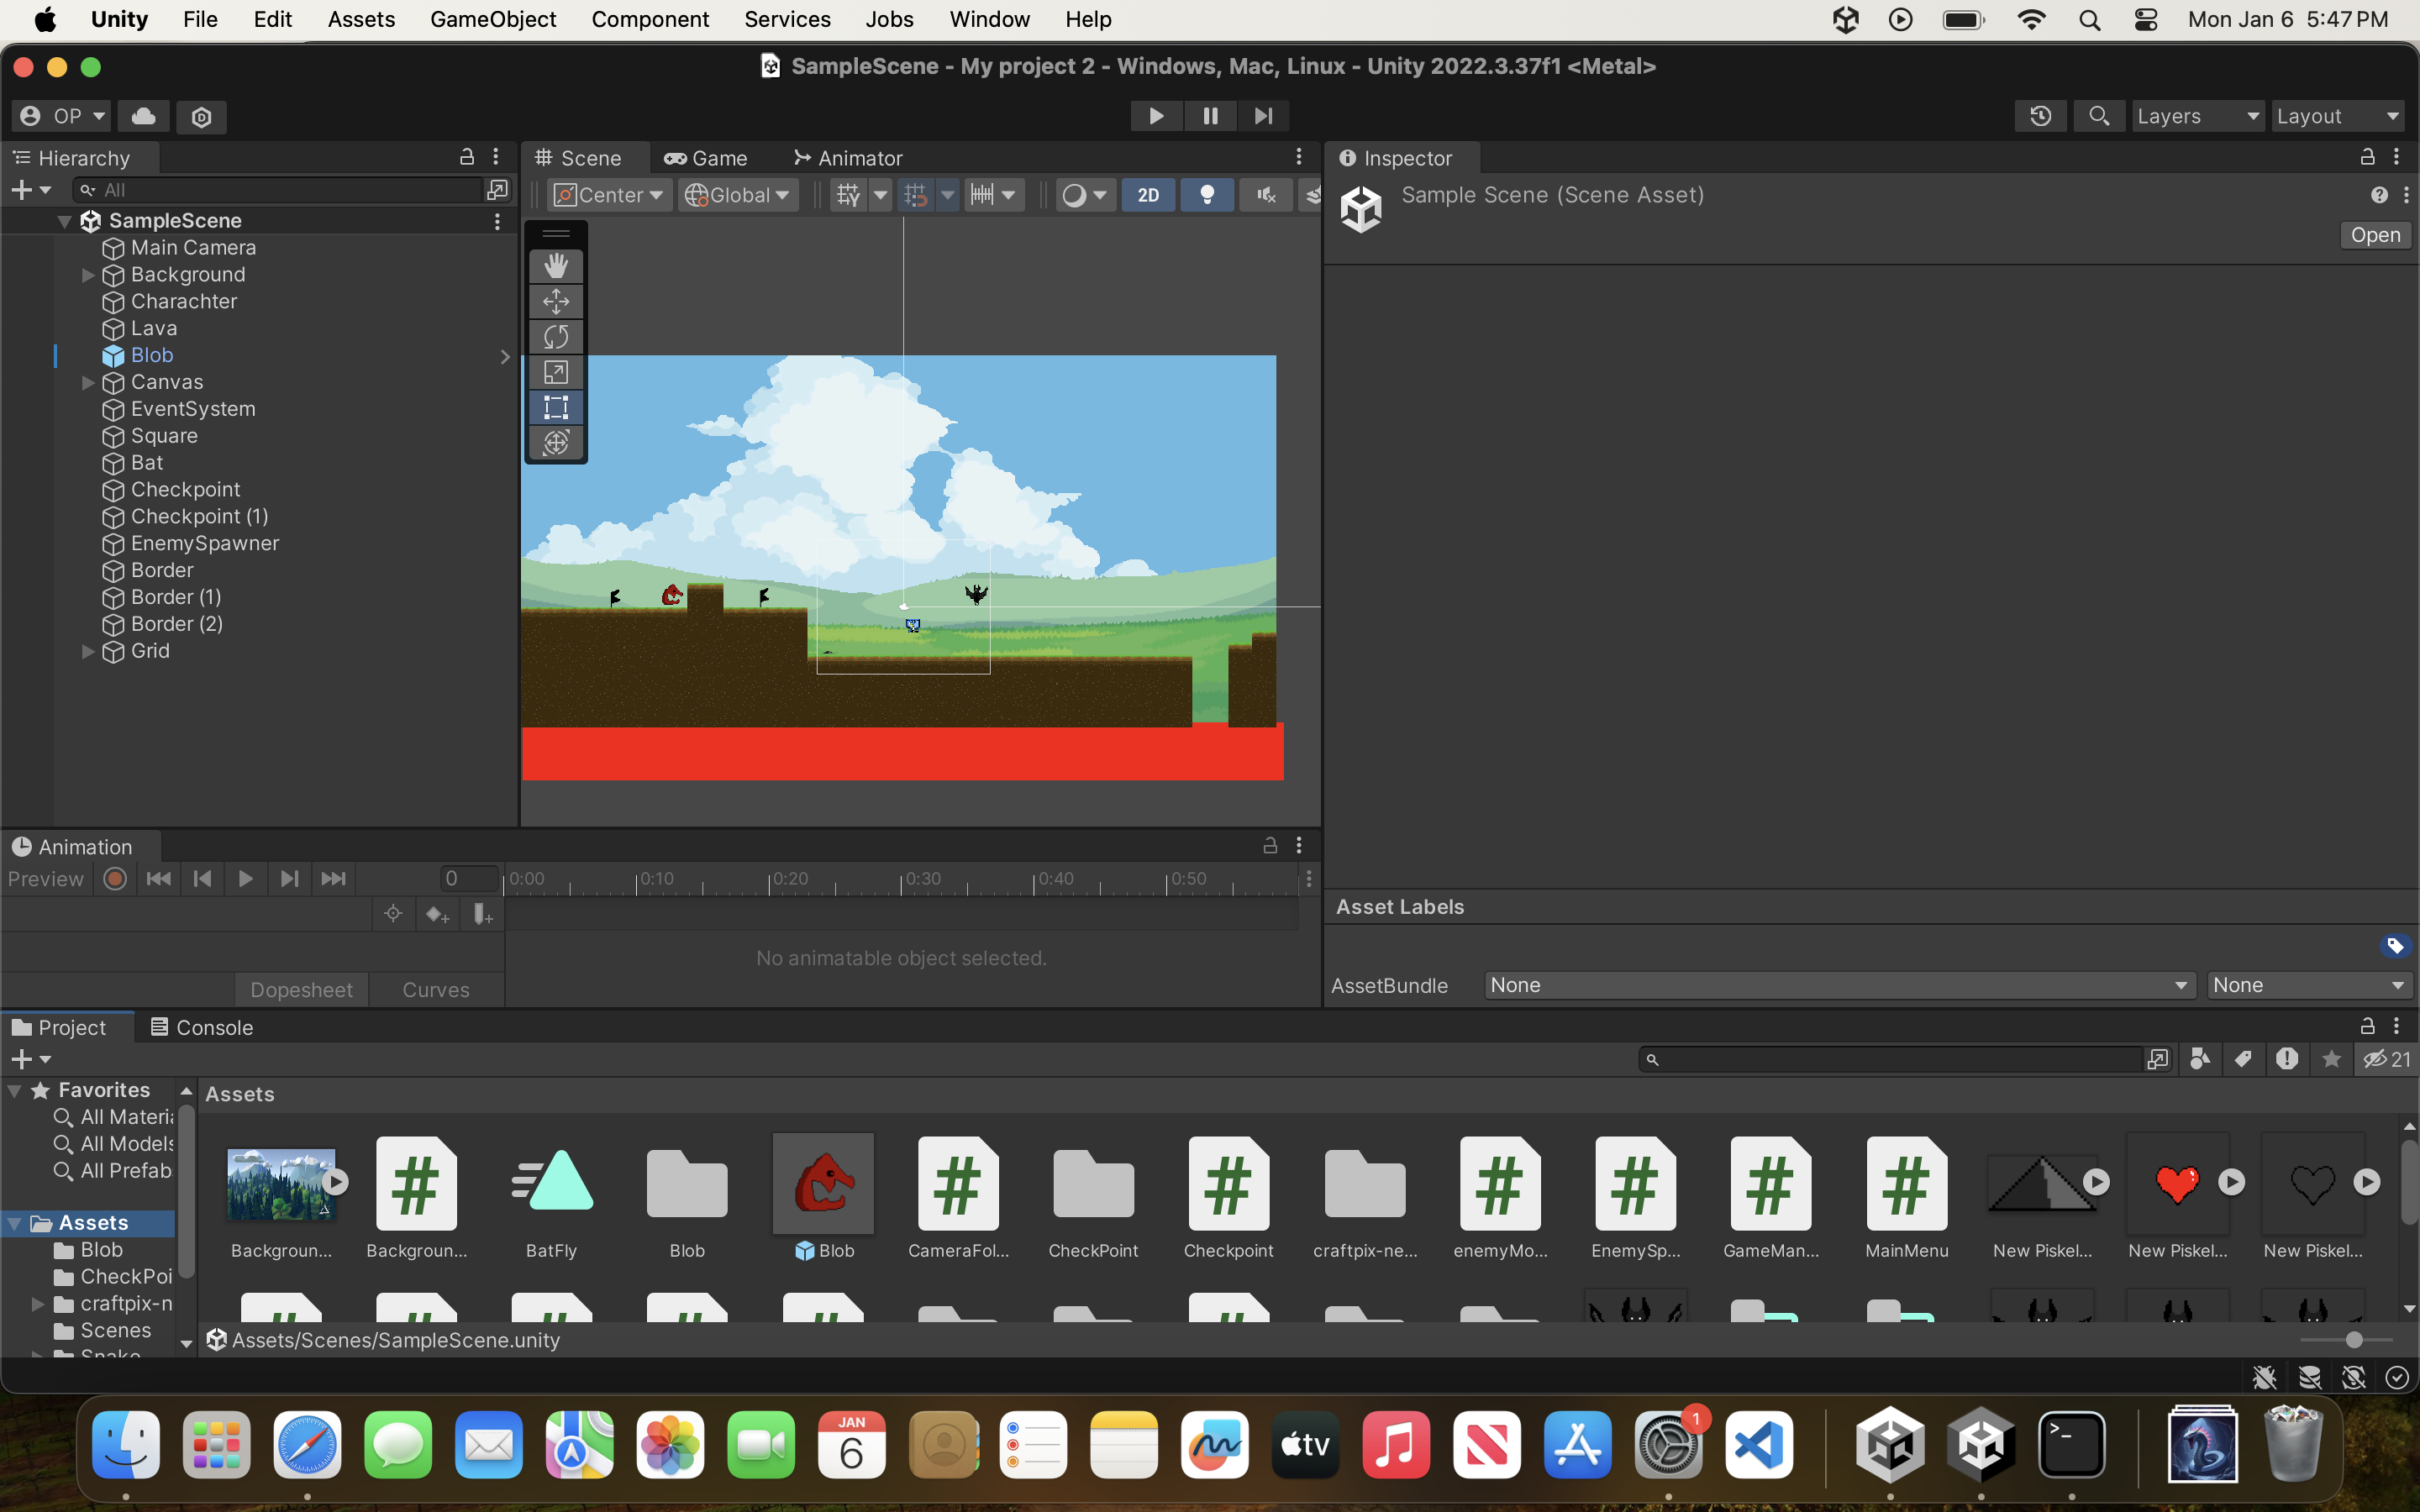 Unity File Edit Assets GameObject Component Services Jobs Window Help Mon Jan 6 5:47 PM
SampleScene - My project 2 - Windows, Mac, Linux - Unity 2022.3.37f1 <Metal>
OP Layers Layout
Hierarchy
All
SampleScene
Main Camera
Background
Charachter
Lava
Blob
Canvas
EventSystem
Square
Bat
Checkpoint
Checkpoint (1)
EnemySpawner
Border
Border (1)
Border (2)
Grid
Scene Game Animator
Center Global 2D
Inspector
Sample Scene (Scene Asset)
Open
Animation
Preview 0 0:00 0:10 0:20 0:30 0:40 0:50
No animatable object selected.
Dopesheet Curves
Asset Labels
AssetBundle None None
Project Console
21
Favorites
All Materia
All Models
All Prefab
Assets
Blob
CheckPoi
craftpix-n
Scenes
Snake
Assets
Backgroun... Backgroun... BatFly Blob Blob CameraFol... CheckPoint Checkpoint craftpix-ne... enemyMo... EnemySp... GameMan... MainMenu New Piskel... New Piskel... New Piskel...
Assets/Scenes/SampleScene.unity
JAN
6
tv
1